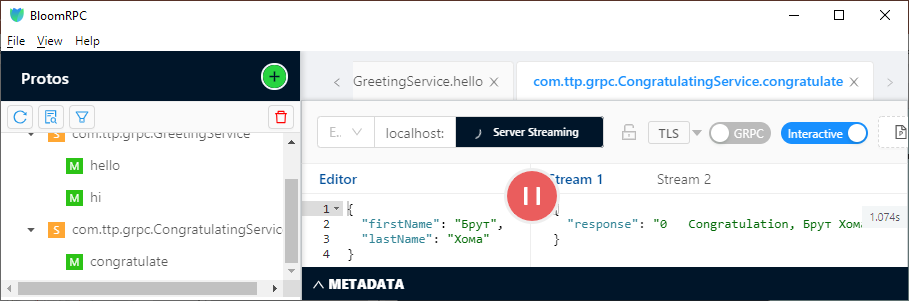 BloomRPC
File View Help
Protos
GreetingService.hello
com.ttp.grpc.CongratulatingService.congratulate
E..
localhost:
Server Streaming
TLS
GRPC
Interactive
S com.ttp.grpc.GreetingService
M hello
M hi
S com.ttp.grpc.CongratulatingService
M congratulate
Editor
Stream 1
Stream 2
1 {
2 "firstName": "Брут",
3 "lastName": "Хома"
4 }
{
"response": "0 Congratulation, Брут Хома
}
1.074s
METADATA